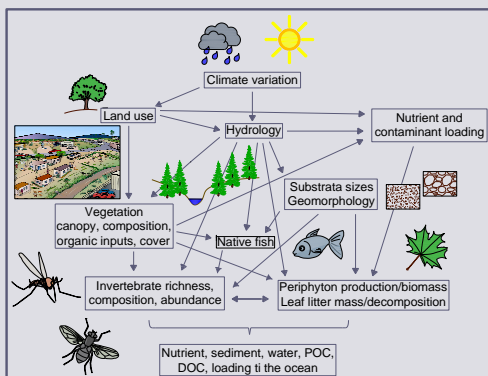 Climate variation
Land use
Hydrology
Nutrient and
contaminant loading
Substrata sizes
Geomorphology
Vegetation
canopy, composition,
organic inputs, cover
Native fish
Invertebrate richness,
composition, abundance
Periphyton production/biomass
Leaf litter mass/decomposition
Nutrient, sediment, water, POC,
DOC, loading ti the ocean